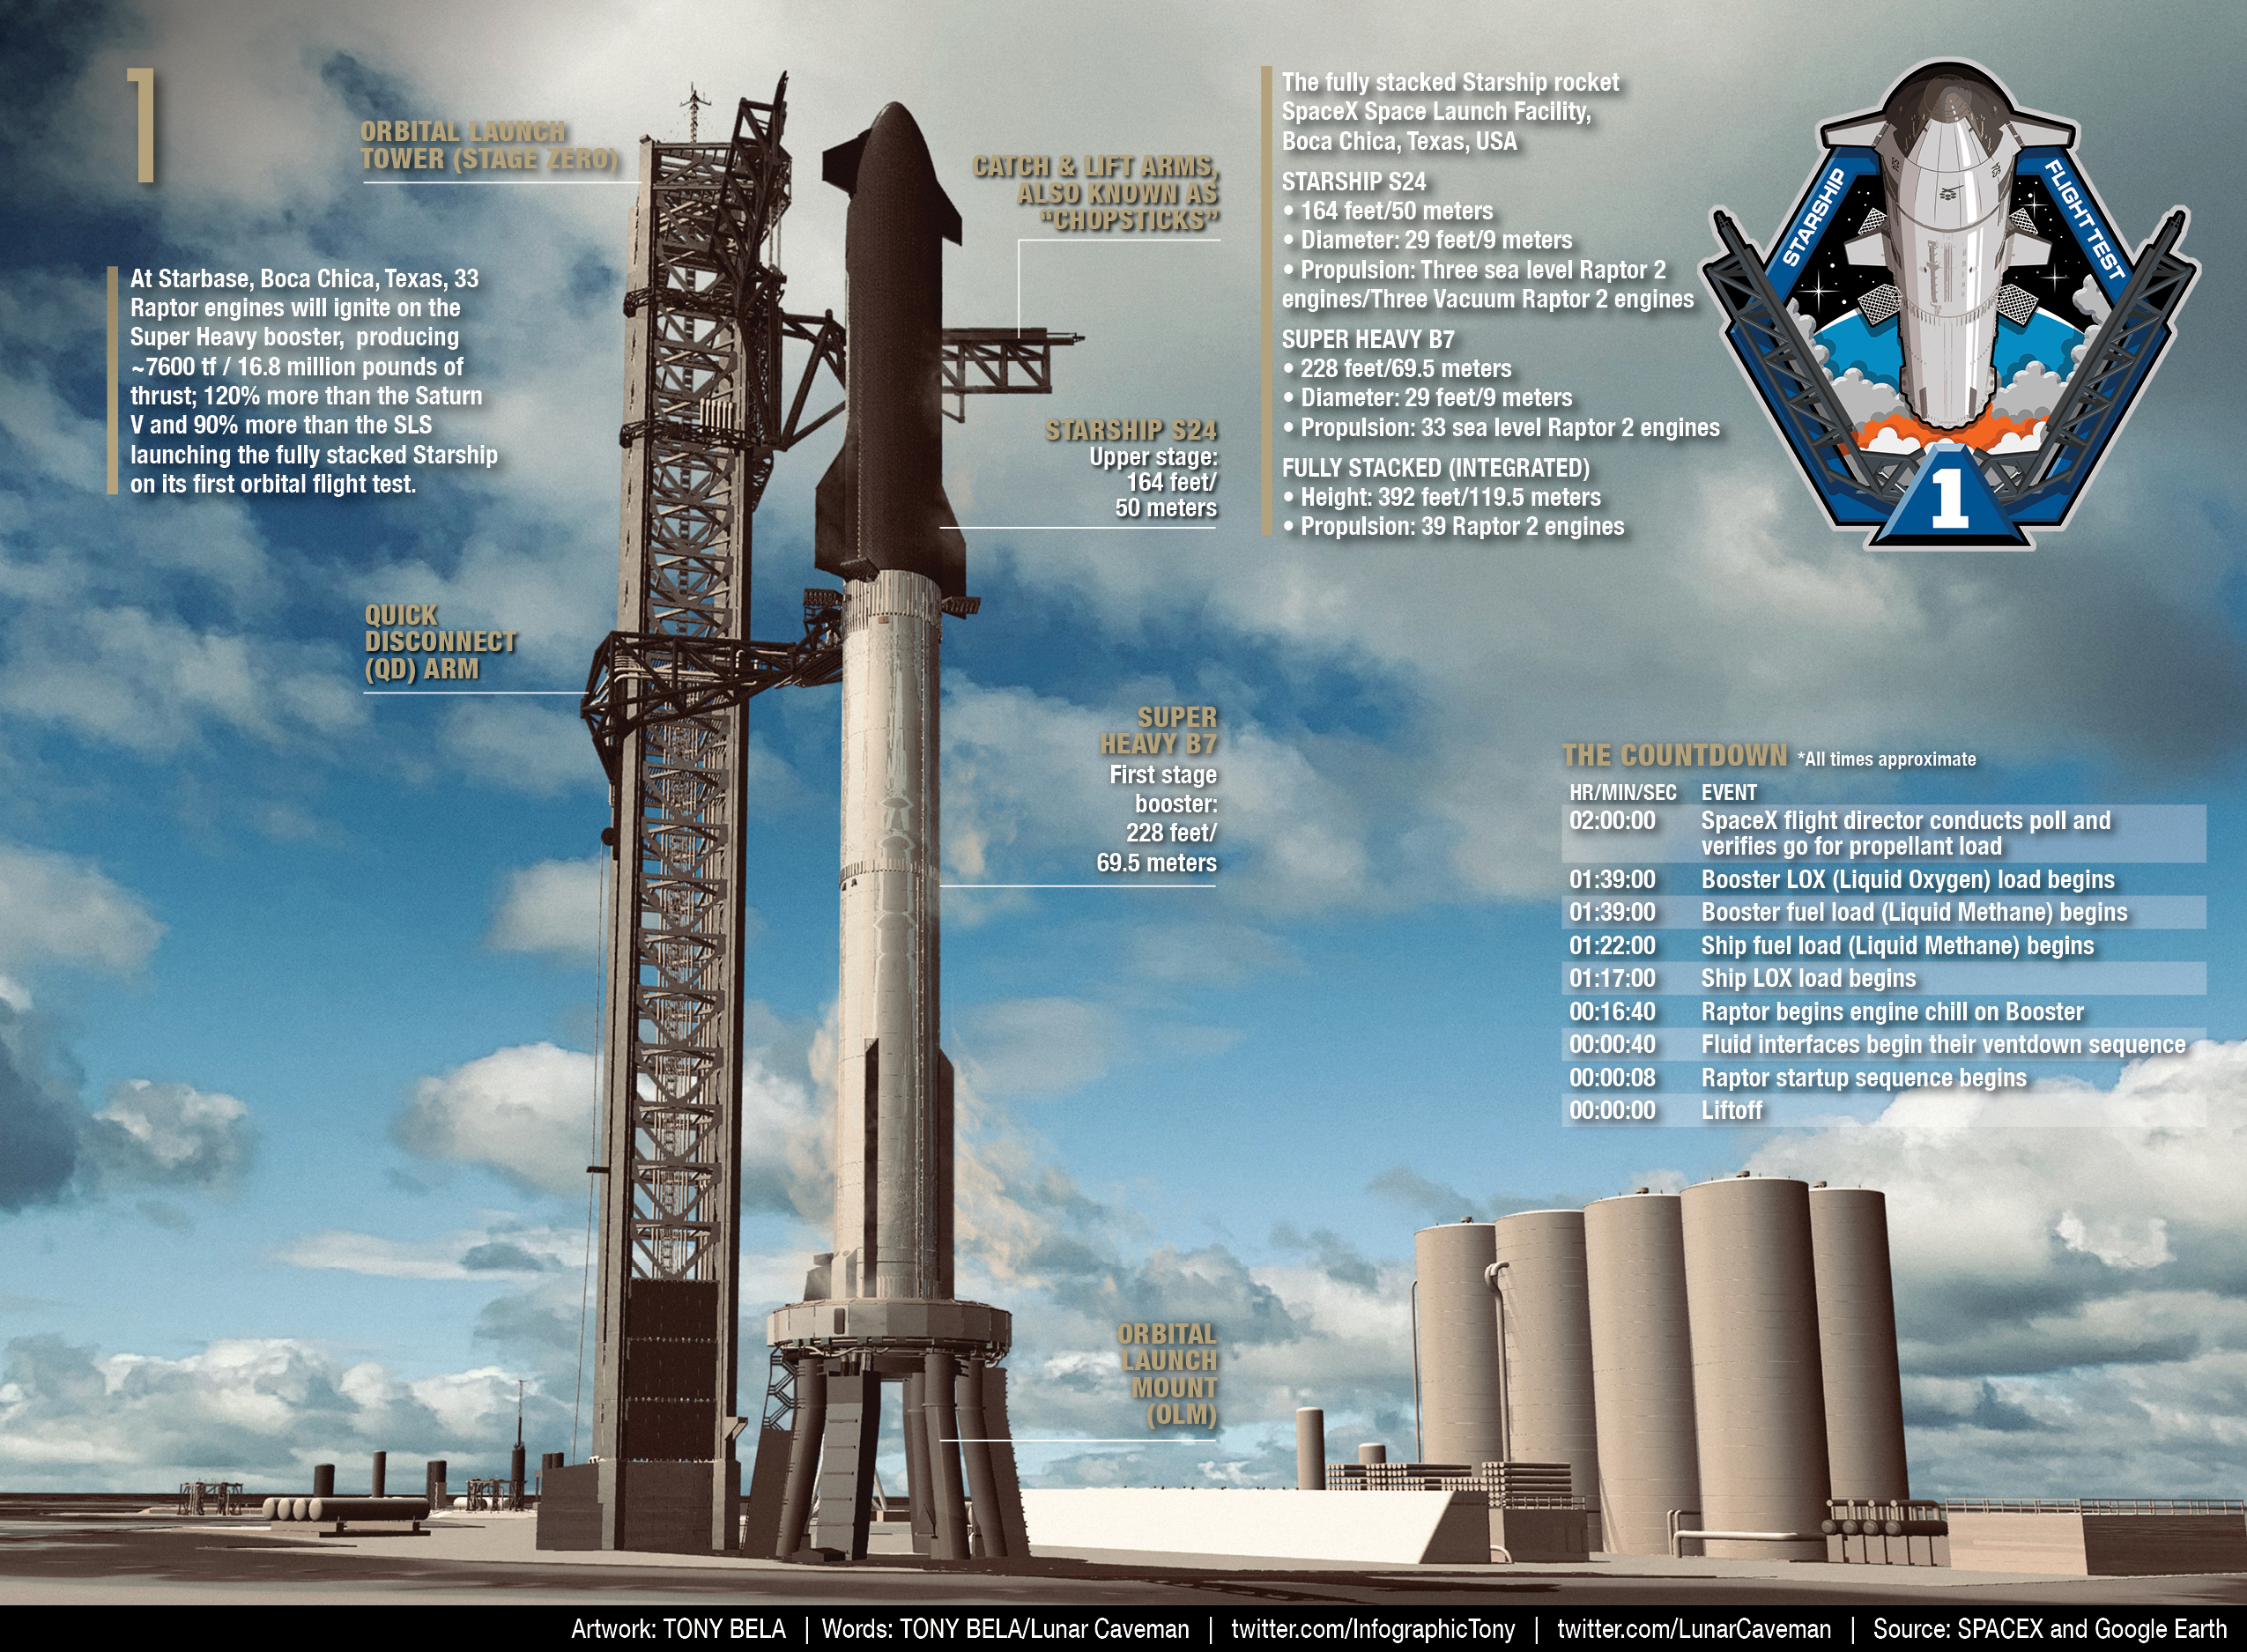 1
ORBITAL LAUNCH
TOWER (STAGE ZERO)
At Starbase, Boca Chica, Texas, 33
Raptor engines will ignite on the
Super Heavy booster, producing
~7600 tf / 16.8 million pounds of
thrust; 120% more than the Saturn
V and 90% more than the SLS
launching the fully stacked Starship
on its first orbital flight test.
QUICK
DISCONNECT
(QD) ARM
CATCH & LIFT ARMS,
ALSO KNOWN AS
“CHOPSTICKS”
STARSHIP S24
Upper stage:
164 feet/
50 meters
SUPER
HEAVY B7
First stage
booster:
228 feet/
69.5 meters
ORBITAL
LAUNCH
MOUNT
(OLM)
The fully stacked Starship rocket
SpaceX Space Launch Facility,
Boca Chica, Texas, USA
STARSHIP S24
• 164 feet/50 meters
• Diameter: 29 feet/9 meters
• Propulsion: Three sea level Raptor 2
engines/Three Vacuum Raptor 2 engines
SUPER HEAVY B7
• 228 feet/69.5 meters
• Diameter: 29 feet/9 meters
• Propulsion: 33 sea level Raptor 2 engines
FULLY STACKED (INTEGRATED)
• Height: 392 feet/119.5 meters
• Propulsion: 39 Raptor 2 engines
STARSHIP
FLIGHT TEST
1
THE COUNTDOWN *All times approximate
HR/MIN/SEC EVENT
02:00:00 SpaceX flight director conducts poll and
verifies go for propellant load
01:39:00 Booster LOX (Liquid Oxygen) load begins
01:39:00 Booster fuel load (Liquid Methane) begins
01:22:00 Ship fuel load (Liquid Methane) begins
01:17:00 Ship LOX load begins
00:16:40 Raptor begins engine chill on Booster
00:00:40 Fluid interfaces begin their ventdown sequence
00:00:08 Raptor startup sequence begins
00:00:00 Liftoff
Artwork: TONY BELA | Words: TONY BELA/Lunar Caveman | twitter.com/InfographicTony | twitter.com/LunarCaveman | Source: SPACEX and Google Earth